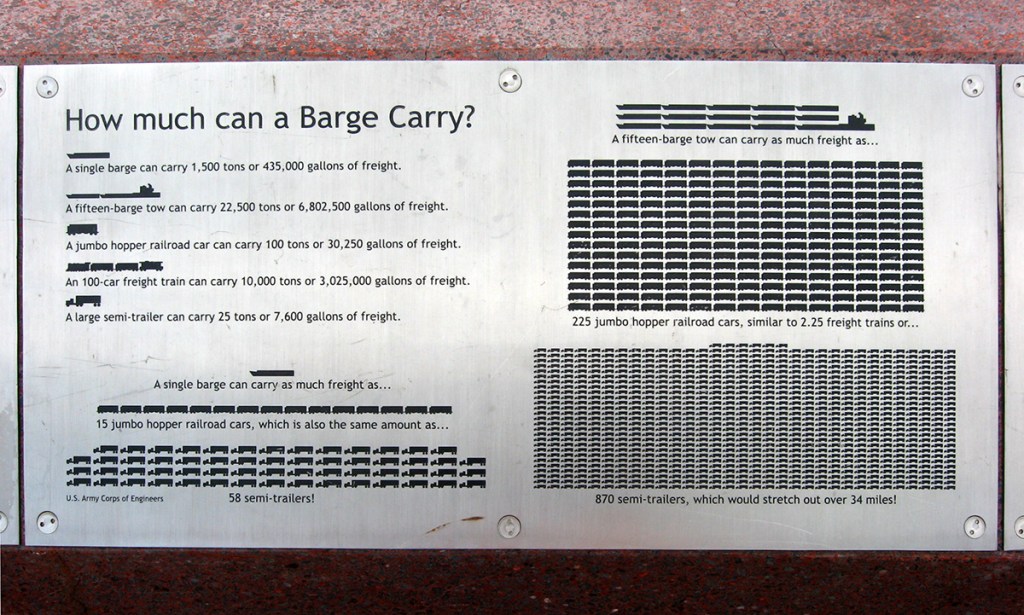 How much can a Barge Carry?
A single barge can carry 1,500 tons or 435,000 gallons of freight.
A fifteen-barge tow can carry 22,500 tons or 6,802,500 gallons of freight.
A jumbo hopper railroad car can carry 100 tons or 30,250 gallons of freight.
An 100-car freight train can carry 10,000 tons or 3,025,000 gallons of freight.
A large semi-trailer can carry 25 tons or 7,600 gallons of freight.
A single barge can carry as much freight as...
15 jumbo hopper railroad cars, which is also the same amount as...
58 semi-trailers!
U.S. Army Corps of Engineers
A fifteen-barge tow can carry as much freight as...
225 jumbo hopper railroad cars, similar to 2.25 freight trains or...
870 semi-trailers, which would stretch out over 34 miles!